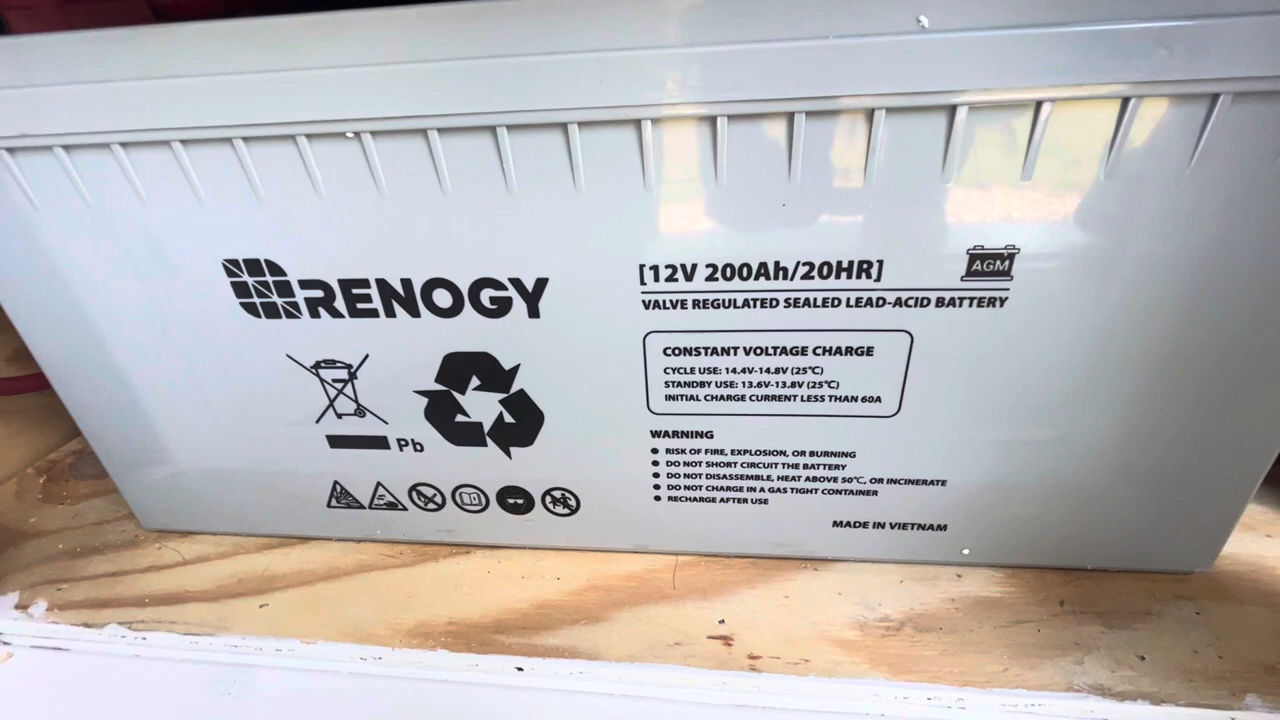 RENOGY
[12V 200Ah/20HR]
AGM
VALVE REGULATED SEALED LEAD-ACID BATTERY
CONSTANT VOLTAGE CHARGE
CYCLE USE: 14.4V-14.8V (25℃)
STANDBY USE: 13.6V-13.8V (25℃)
INITIAL CHARGE CURRENT LESS THAN 60A
Pb
WARNING
● RISK OF FIRE, EXPLOSION, OR BURNING
● DO NOT SHORT CIRCUIT THE BATTERY
● DO NOT DISASSEMBLE, HEAT ABOVE 50℃, OR INCINERATE
● DO NOT CHARGE IN A GAS TIGHT CONTAINER
● RECHARGE AFTER USE
MADE IN VIETNAM